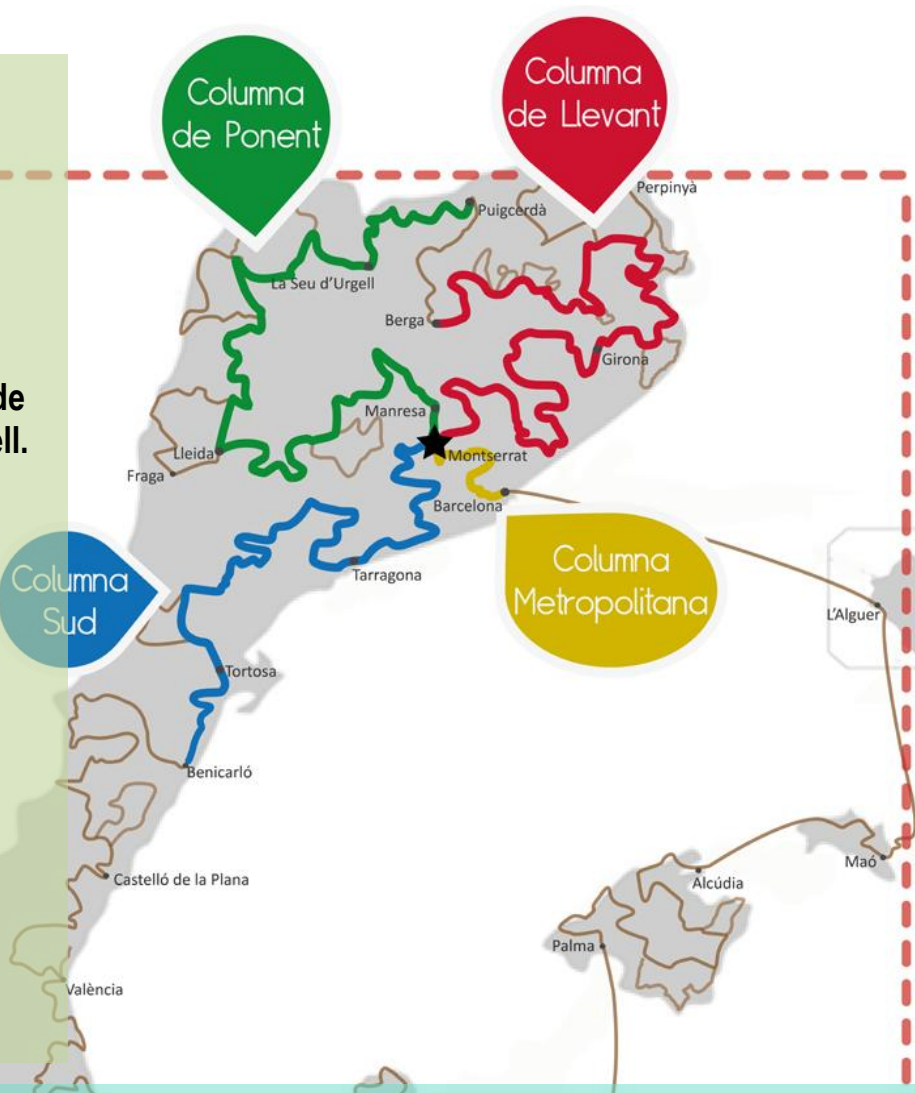 Columna
de Ponent
Columna
de Llevant
Perpinyà
Puigcerdà
La Seu d'Urgell
Berga
Girona
de
ell.
Manresa
Lleida
Montserrat
Fraga
Barcelona
Columna
Metropolitana
Tarragona
Columna
Sud
L'Alguer
Tortosa
Benicarló
Maó
Castelló de la Plana
Alcúdia
Palma
València